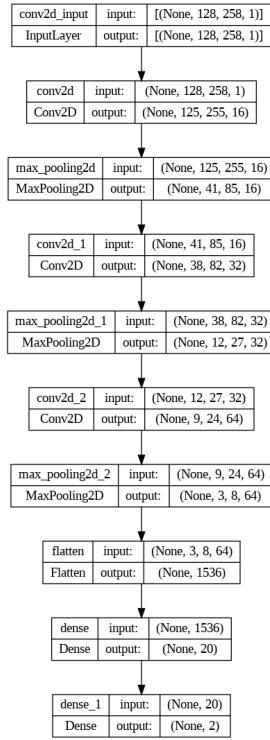 conv2d_input input: [(None, 128, 258, 1)]
InputLayer output: [(None, 128, 258, 1)]
conv2d input: (None, 128, 258, 1)
Conv2D output: (None, 125, 255, 16)
max_pooling2d input: (None, 125, 255, 16)
MaxPooling2D output: (None, 41, 85, 16)
conv2d_1 input: (None, 41, 85, 16)
Conv2D output: (None, 38, 82, 32)
max_pooling2d_1 input: (None, 38, 82, 32)
MaxPooling2D output: (None, 12, 27, 32)
conv2d_2 input: (None, 12, 27, 32)
Conv2D output: (None, 9, 24, 64)
max_pooling2d_2 input: (None, 9, 24, 64)
MaxPooling2D output: (None, 3, 8, 64)
flatten input: (None, 3, 8, 64)
Flatten output: (None, 1536)
dense input: (None, 1536)
Dense output: (None, 20)
dense_1 input: (None, 20)
Dense output: (None, 2)